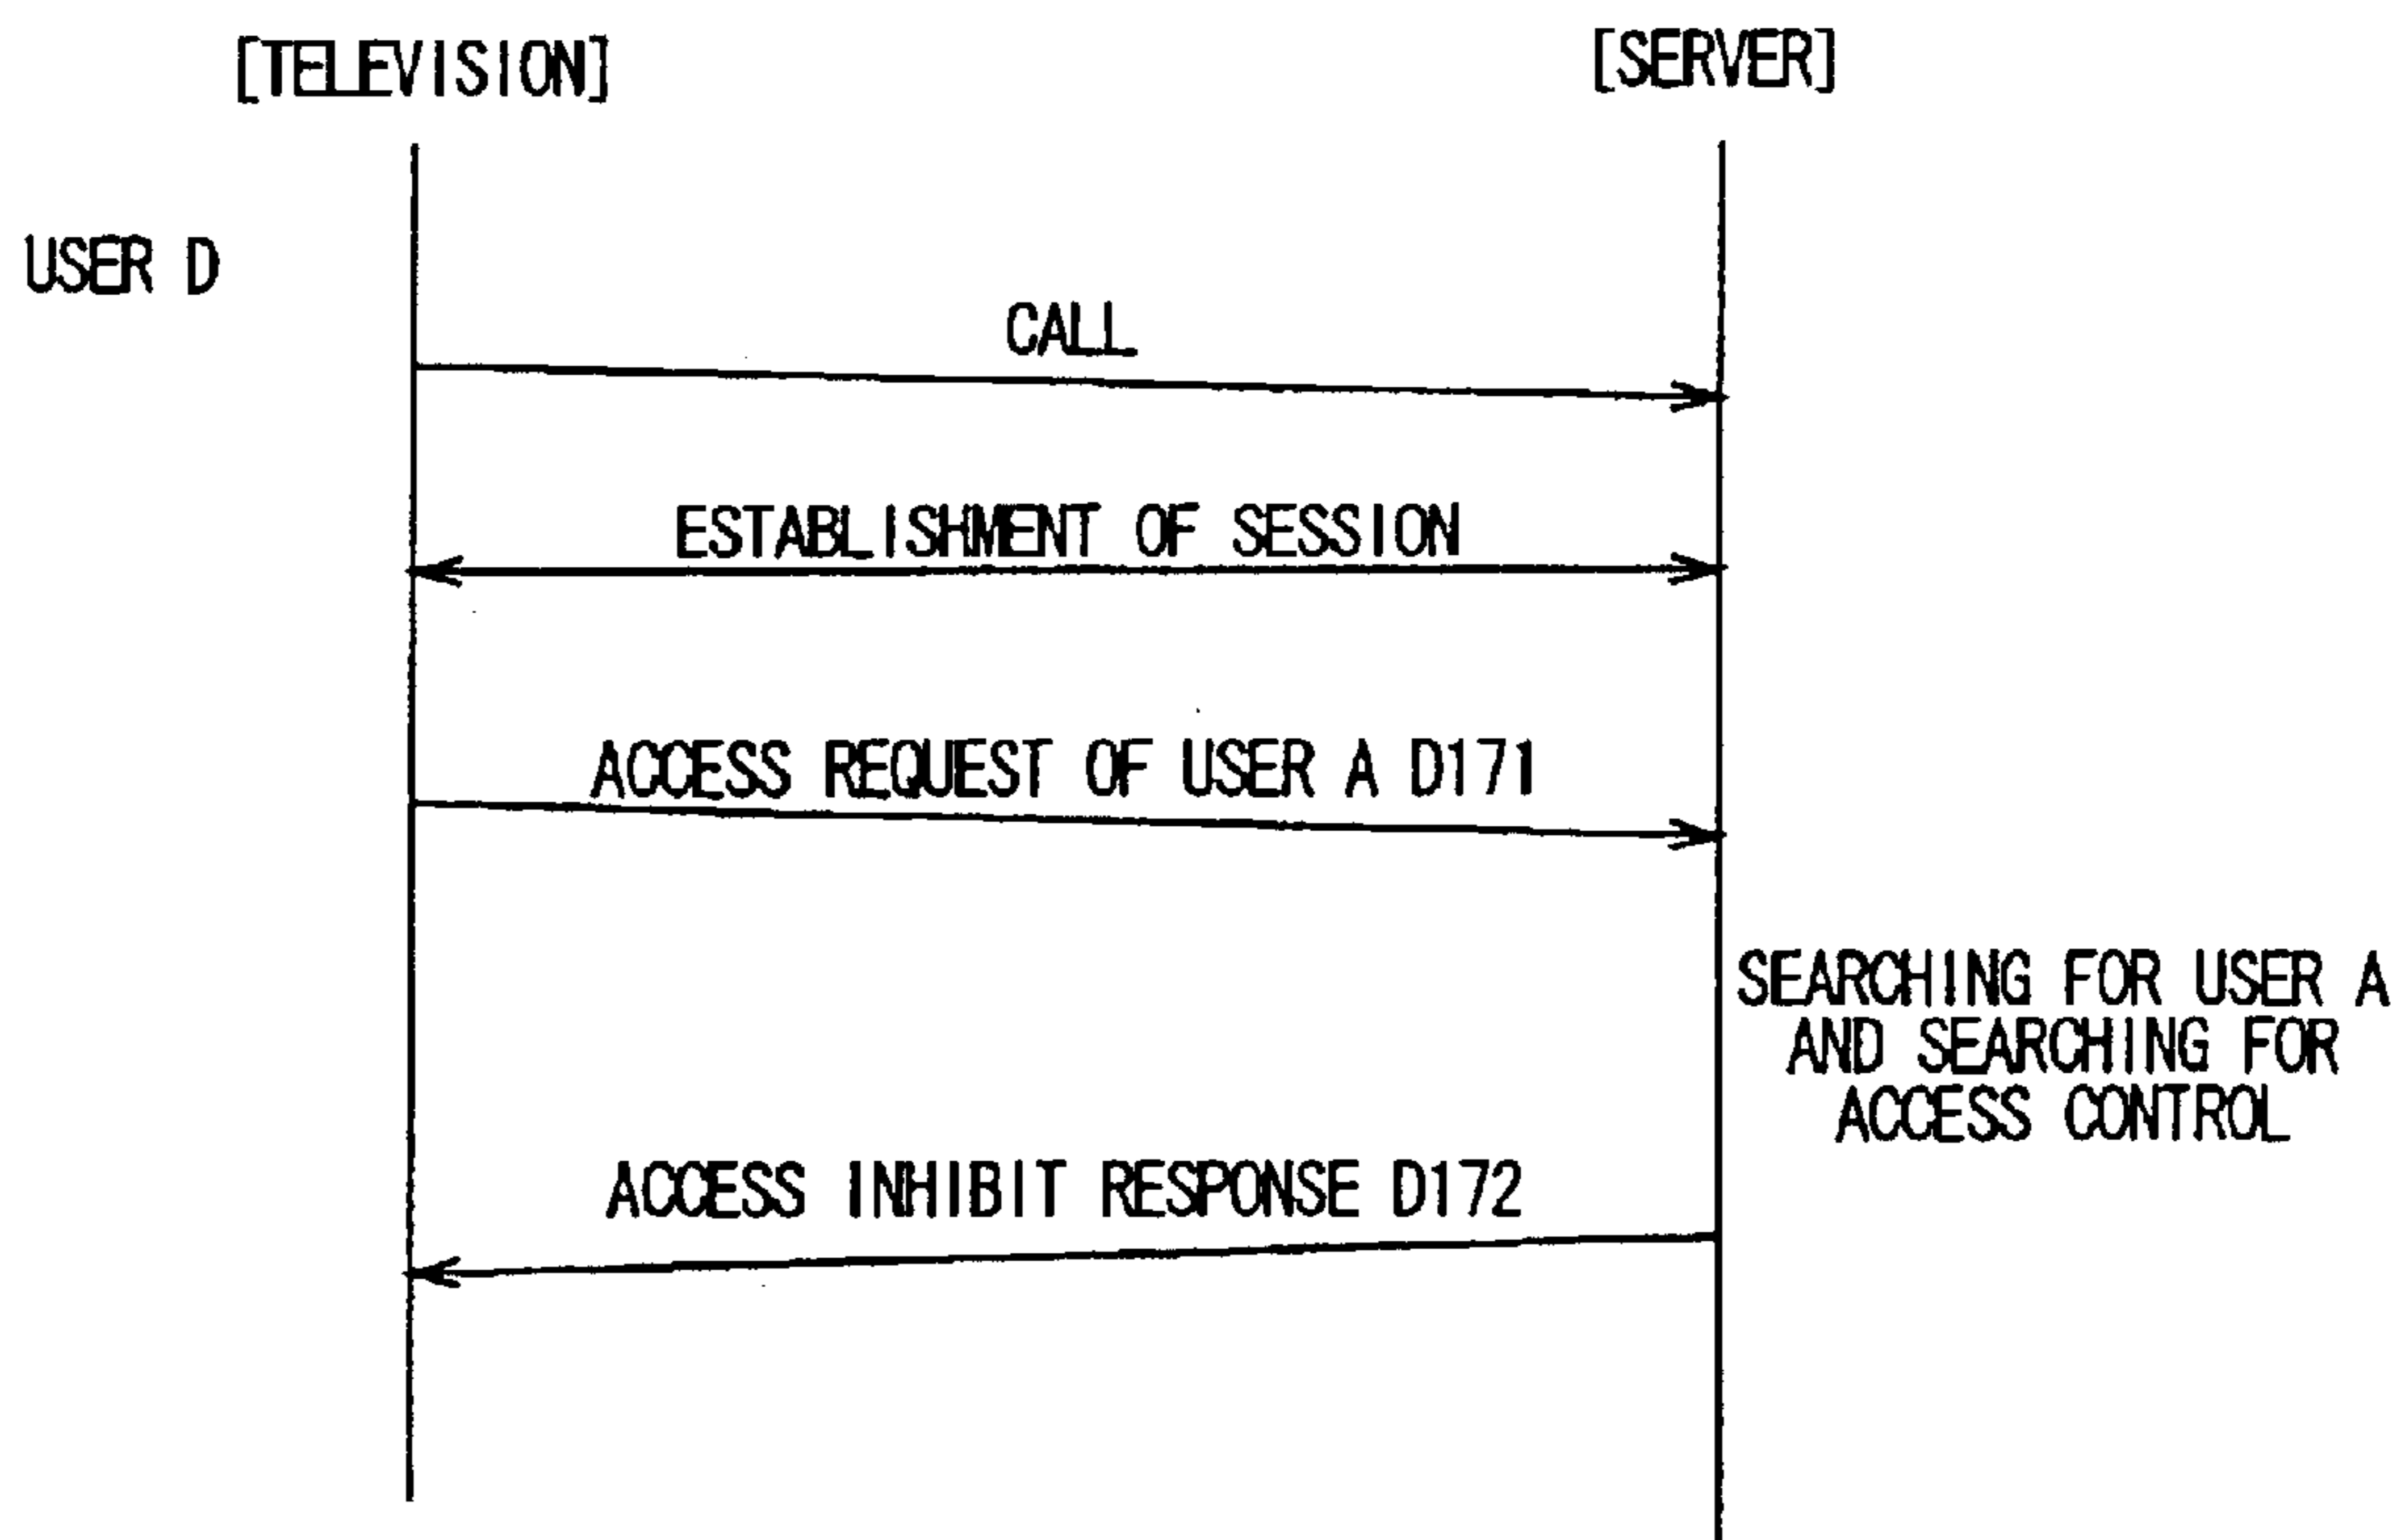 [TELEVISION]
[SERVER]
USER D
CALL
ESTABLISHMENT OF SESSION
ACCESS REQUEST OF USER A D171
SEARCHING FOR USER A
AND SEARCHING FOR
ACCESS CONTROL
ACCESS INHIBIT RESPONSE D172